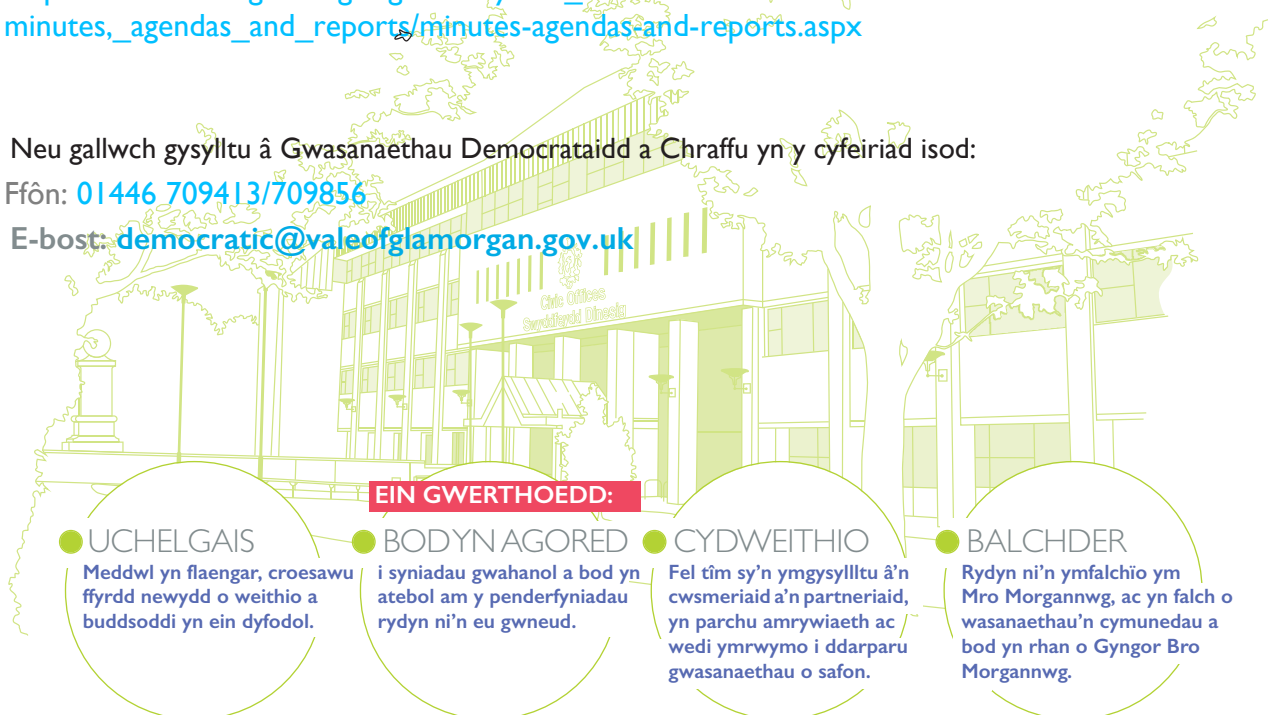 minutes,_agendas_and_reports/minutes-agendas-and-reports.aspx
Neu gallwch gysylltu â Gwasanaethau Democrataidd a Chraffu yn y cyfeiriad isod:
Ffôn: 01446 709413/709856
E-bost: democratic@valeofglamorgan.gov.uk
Civic Offices
Swyddfeydd Dinesig
EIN GWERTHOEDD:
UCHELGAIS
Meddwl yn flaengar, croesawu
ffyrdd newydd o weithio a
buddsoddi yn ein dyfodol.
BOD YN AGORED
i syniadau gwahanol a bod yn
atebol am y penderfyniadau
rydyn ni’n eu gwneud.
CYDWEITHIO
Fel tîm sy’n ymgysyllltu â’n
cwsmeriaid a’n partneriaid,
yn parchu amrywiaeth ac
wedi ymrwymo i ddarparu
gwasanaethau o safon.
BALCHDER
Rydyn ni’n ymfalchïo ym
Mro Morgannwg, ac yn falch o
wasanaethau’n cymunedau a
bod yn rhan o Gyngor Bro
Morgannwg.